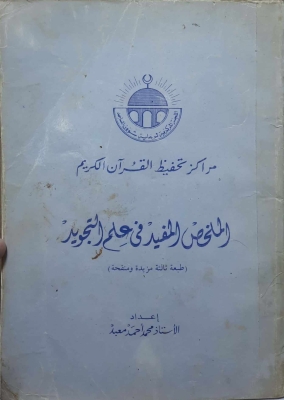 مراكز تحفيظ القرآن الكريم
الملخص المفيد في علم التجويد
(طبعة ثالثة مزيدة ومنقحة)
إعداد
الأستاذ محمد أحمد معبد